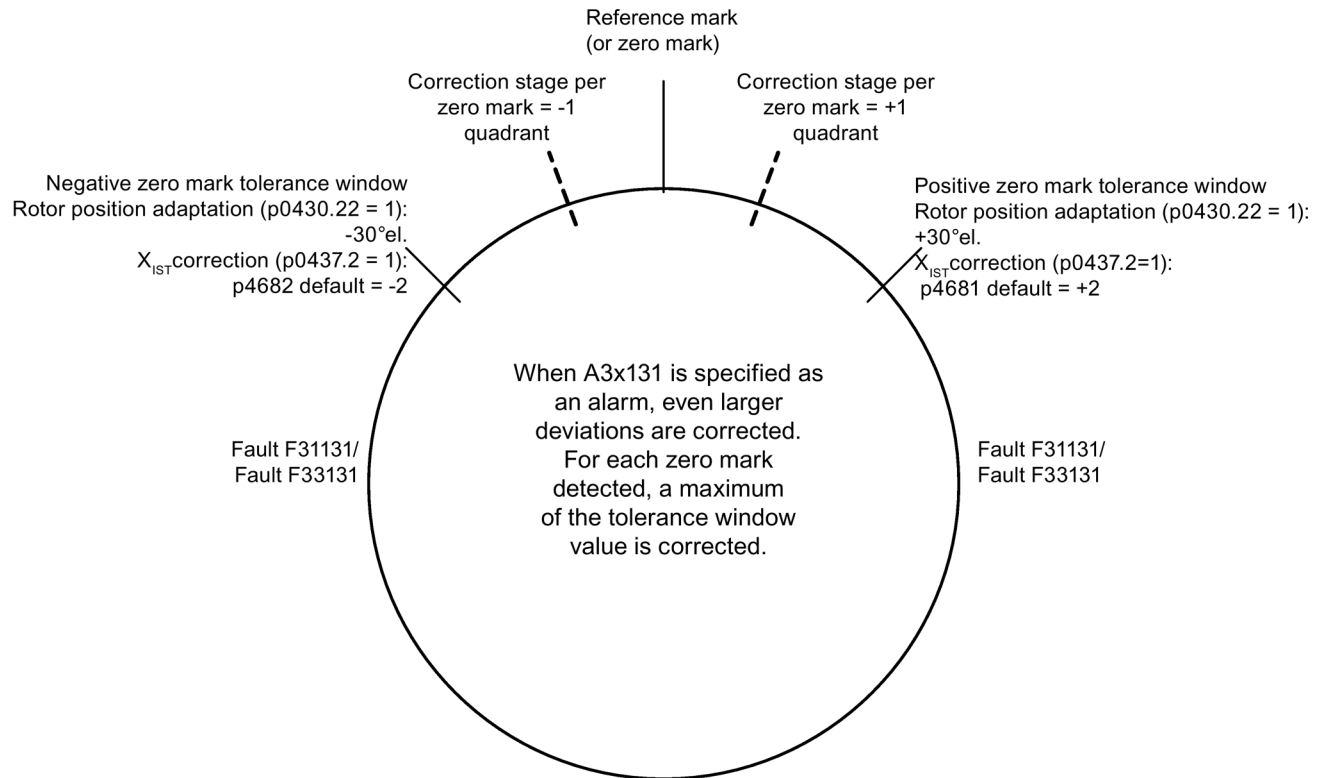 Reference mark
(or zero mark)
Correction stage per
zero mark = -1
quadrant
Correction stage per
zero mark = +1
quadrant
Negative zero mark tolerance window
Rotor position adaptation (p0430.22 = 1):
-30°el.
XISTcorrection (p0437.2 = 1):
p4682 default = -2
Positive zero mark tolerance window
Rotor position adaptation (p0430.22 = 1):
+30°el.
XISTcorrection (p0437.2=1):
p4681 default = +2
When A3x131 is specified as
an alarm, even larger
deviations are corrected.
For each zero mark
detected, a maximum
of the tolerance window
value is corrected.
Fault F31131/
Fault F33131
Fault F31131/
Fault F33131